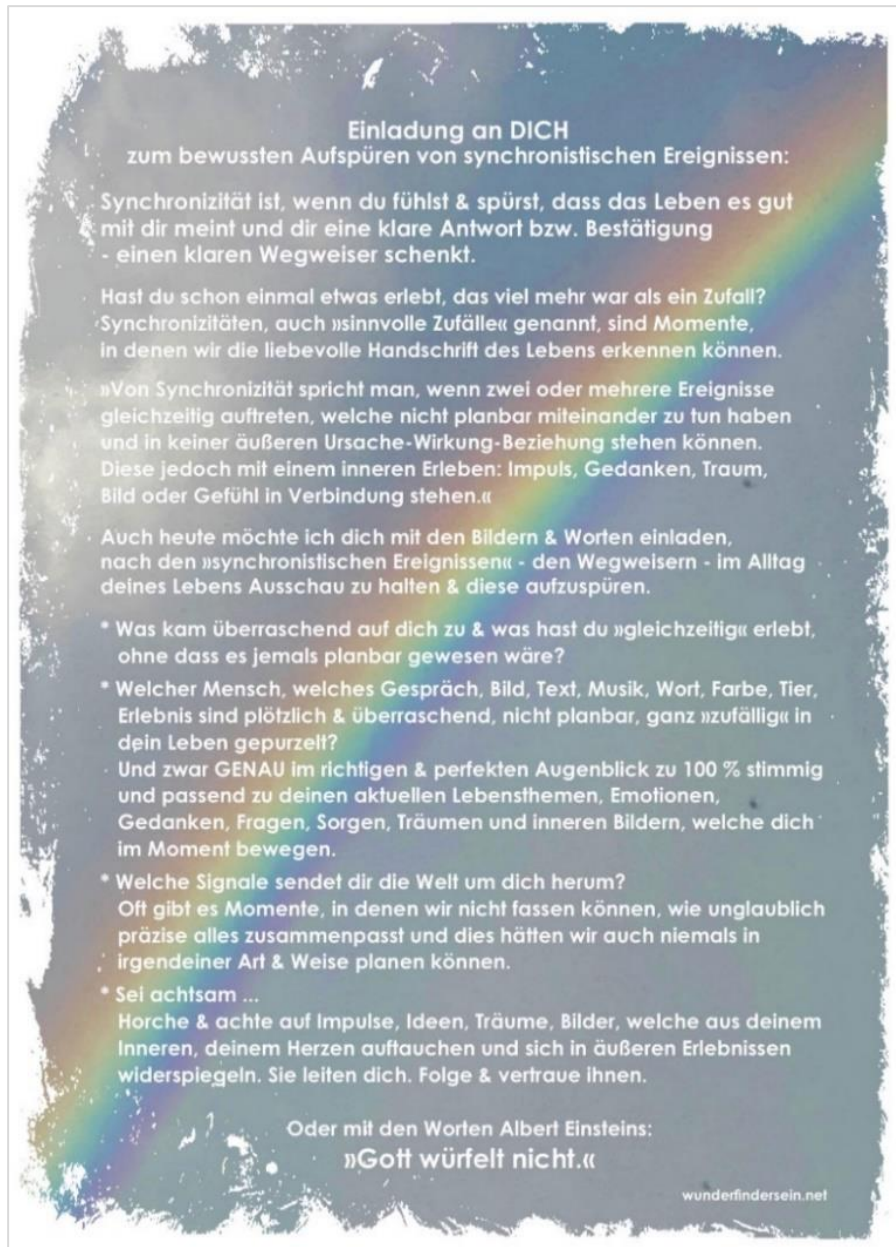 Einladung an DICH
zum bewussten Aufspüren von synchronistischen Ereignissen:
Synchronizität ist, wenn du fühlst & spürst, dass das Leben es gut
mit dir meint und dir eine klare Antwort bzw. Bestätigung
- einen klaren Wegweiser schenkt.
Hast du schon einmal etwas erlebt, das viel mehr war als ein Zufall?
Synchronizitäten, auch »sinnvolle Zufälle« genannt, sind Momente,
in denen wir die liebevolle Handschrift des Lebens erkennen können.
»Von Synchronizität spricht man, wenn zwei oder mehrere Ereignisse
gleichzeitig auftreten, welche nicht planbar miteinander zu tun haben
und in keiner äußeren Ursache-Wirkung-Beziehung stehen können.
Diese jedoch mit einem inneren Erleben: Impuls, Gedanken, Traum,
Bild oder Gefühl in Verbindung stehen.«
Auch heute möchte ich dich mit den Bildern & Worten einladen,
nach den »synchronistischen Ereignissen« - den Wegweisern - im Alltag
deines Lebens Ausschau zu halten & diese aufzuspüren.
* Was kam überraschend auf dich zu & was hast du »gleichzeitig« erlebt,
ohne dass es jemals planbar gewesen wäre?
* Welcher Mensch, welches Gespräch, Bild, Text, Musik, Wort, Farbe, Tier,
Erlebnis sind plötzlich & überraschend, nicht planbar, ganz »zufällig« in
dein Leben gepurzelt?
Und zwar GENAU im richtigen & perfekten Augenblick zu 100 % stimmig
und passend zu deinen aktuellen Lebensthemen, Emotionen,
Gedanken, Fragen, Sorgen, Träumen und inneren Bildern, welche dich
im Moment bewegen.
* Welche Signale sendet dir die Welt um dich herum?
Oft gibt es Momente, in denen wir nicht fassen können, wie unglaublich
präzise alles zusammenpasst und dies hätten wir auch niemals in
irgendeiner Art & Weise planen können.
* Sei achtsam ...
Horche & achte auf Impulse, Ideen, Träume, Bilder, welche aus deinem
Inneren, deinem Herzen auftauchen und sich in äußeren Erlebnissen
widerspiegeln. Sie leiten dich. Folge & vertraue ihnen.
Oder mit den Worten Albert Einsteins:
»Gott würfelt nicht.«
wunderfindersein.net